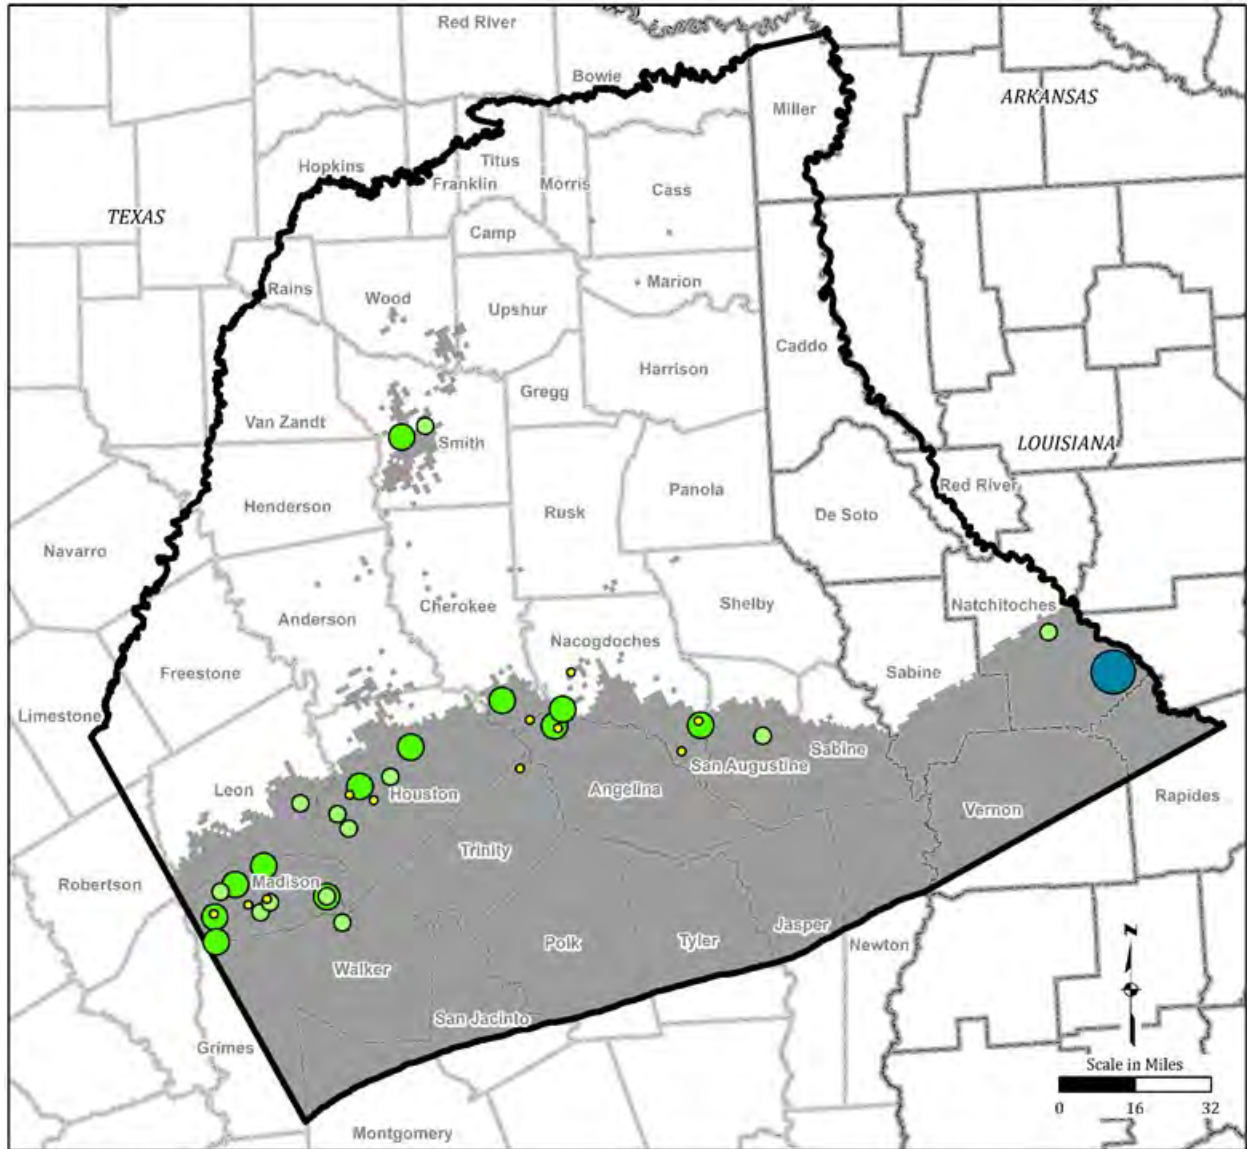 Red River
Bowie
Miller
ARKANSAS
Hopkins
Titus
Franklin
Morris
Cass
TEXAS
Camp
Rains
Wood
Marion
Upshur
Caddo
Harrison
Gregg
Van Zandt
Smith
LOUISIANA
Red River
Henderson
Rusk
Panola
De Soto
Navarro
Anderson
Cherokee
Shelby
Natchitoches
Nacogdoches
Freestone
Sabine
Limestone
Sabine
San Augustine
Leon
Houston
Angelina
Vernon
Rapides
Trinity
Robertson
Madison
Jasper
Polk
Tyler
Newton
N
Walker
San Jacinto
Grimes
Scale in Miles
0 16 32
Montgomery